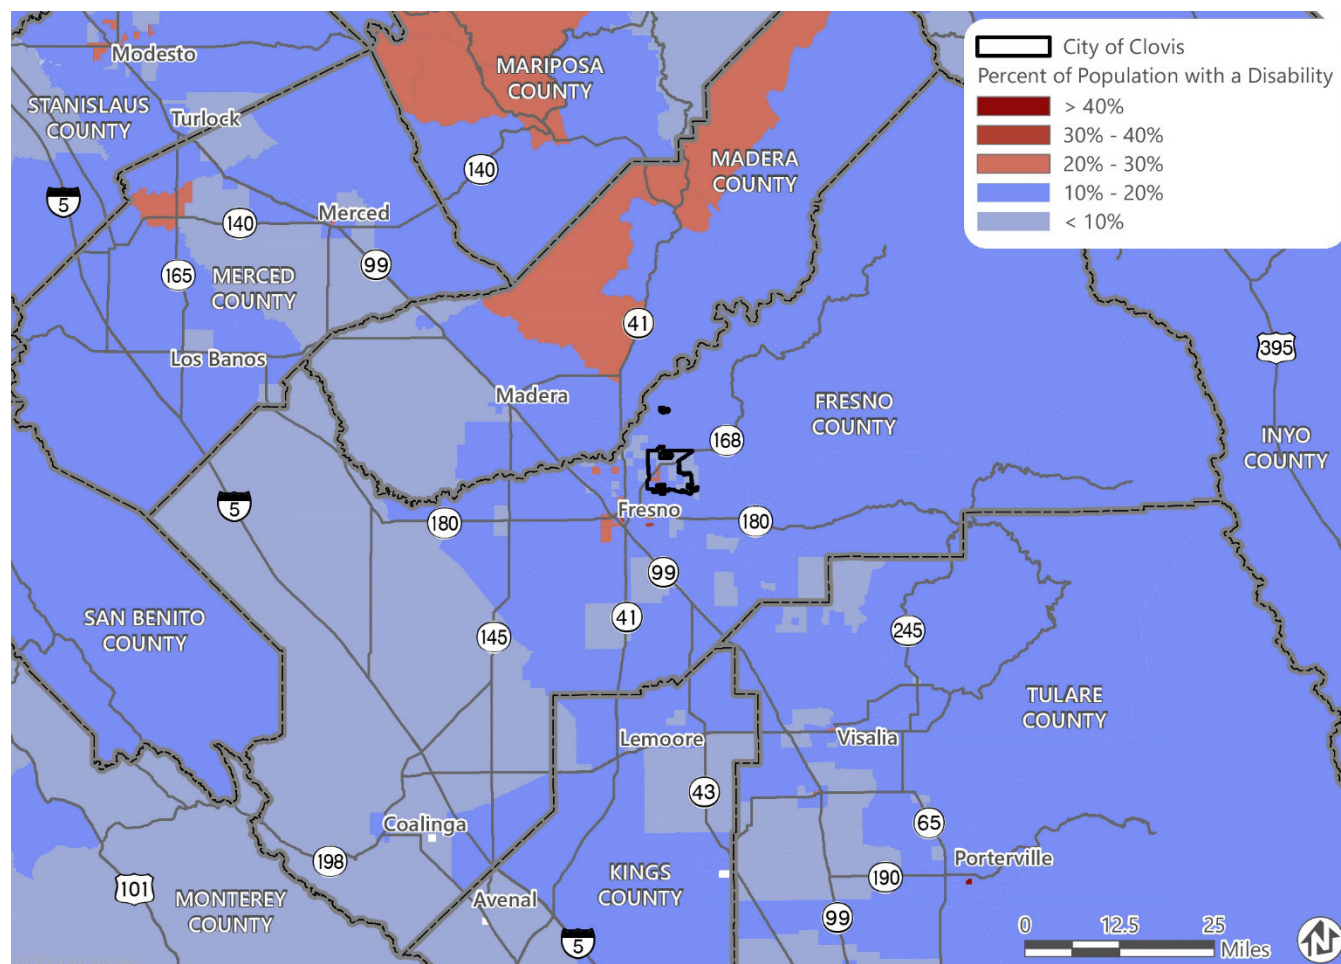 City of Clovis
Percent of Population with a Disability
> 40%
30% - 40%
20% - 30%
10% - 20%
< 10%
Modesto
MARIPOSA
COUNTY
STANISLAUS
COUNTY
Turlock
MADERA
COUNTY
140
5
Merced
140
99
165
MERCED
COUNTY
41
395
Los Banos
Madera
FRESNO
COUNTY
168
INYO
COUNTY
5
180
Fresno
180
99
SAN BENITO
COUNTY
41
145
245
TULARE
COUNTY
Lemoore
Visalia
43
65
Coalinga
198
Porterville
KINGS
COUNTY
190
101
MONTEREY
COUNTY
Avenal
99
5
0
12.5
25
Miles
N